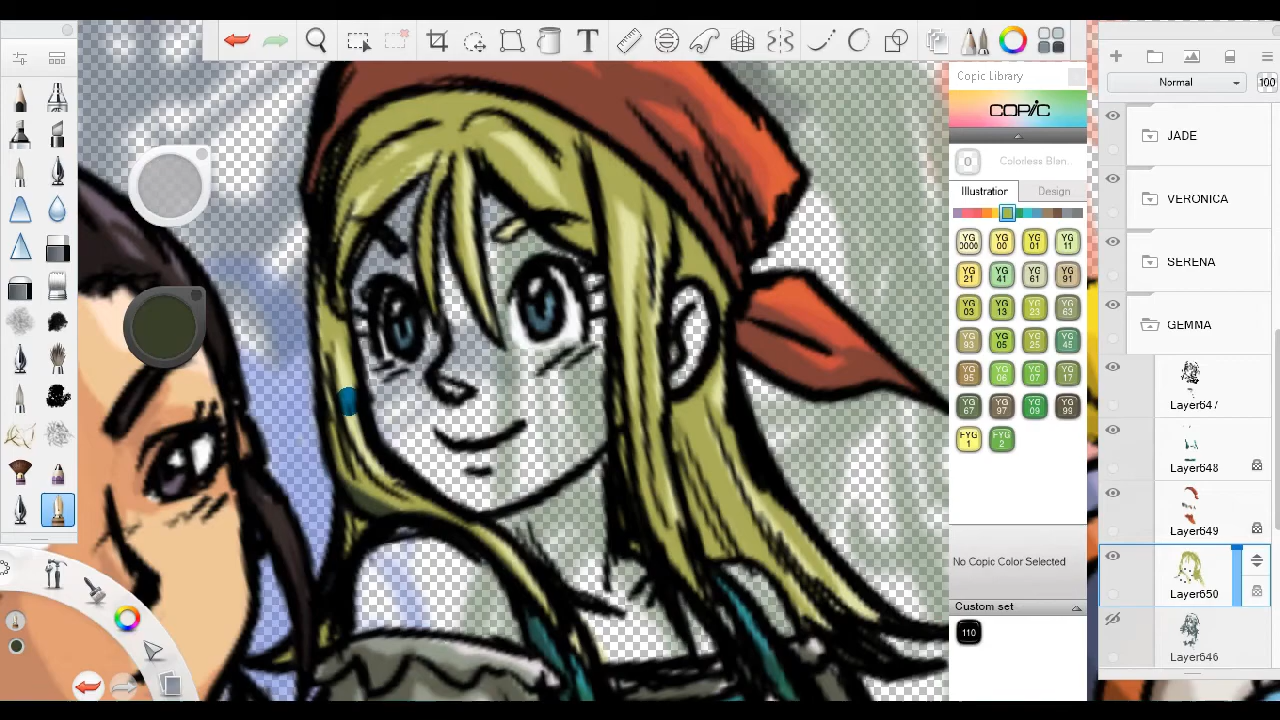 T
Copic Library
COPIC
0 Colorless Blan...
Illustration Design
YG 0000 YG 00 YG 01 YG 11
YG 21 YG 41 YG 61 YG 91
YG 03 YG 13 YG 23 YG 63
YG 93 YG 05 YG 25 YG 45
YG 95 YG 06 YG 07 YG 17
YG 67 YG 97 YG 09 YG 99
FYG 1 FYG 2
No Copic Color Selected
Custom set
110
Normal 100
JADE
VERONICA
SERENA
GEMMA
Layer647
Layer648
Layer649
Layer650
Layer646